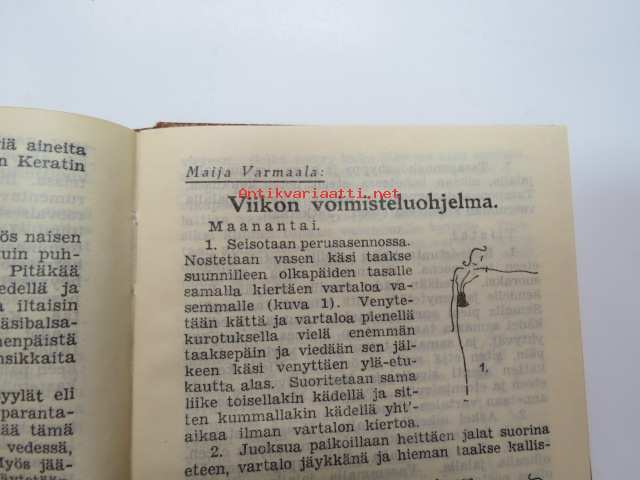 riä aineita
n Keratin
ös naisen
uin puh-
Pitäkää
edellä ja
a iltaisin
äsibalsa-
menpäistä
nsikkaita
yylät eli
paranta-
ää tämä
vedessä,
Myös jää-
Maija Varmaala:
Antikvariaatti.net
Viikon voimisteluohjelma.
Maanantai.
1. Seisotaan perusasennossa.
Nostetaan vasen käsi taakse
suunnilleen olkapäiden tasalle
samalla kiertäen vartaloa va-
semmalle (kuva 1). Venyte-
tään kättä ja vartaloa pienellä
kurotuksella vielä enemmän
taaksepäin ja viedään sen jäl-
keen käsi venyttäen ylä-etu-
kautta alas. Suoritetaan sama
liike toisellakin kädellä ja sit-
ten kummallakin kädellä yht'-
aikaa ilman vartalon kiertoa.
1.
2. Juoksua paikoillaan heittäen jalat suorina
eteen, vartalo jäykkänä ja hieman taakse kallis-